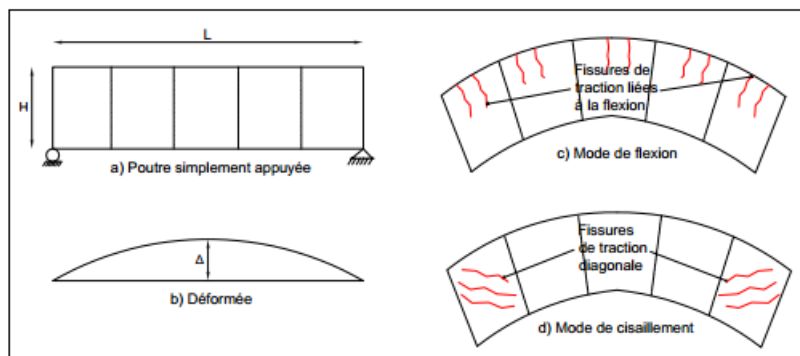 L
H
a) Poutre simplement appuyée
Δ
b) Déformée
Fissures de
traction liées
à la flexion
c) Mode de flexion
Fissures
de traction
diagonale
d) Mode de cisaillement